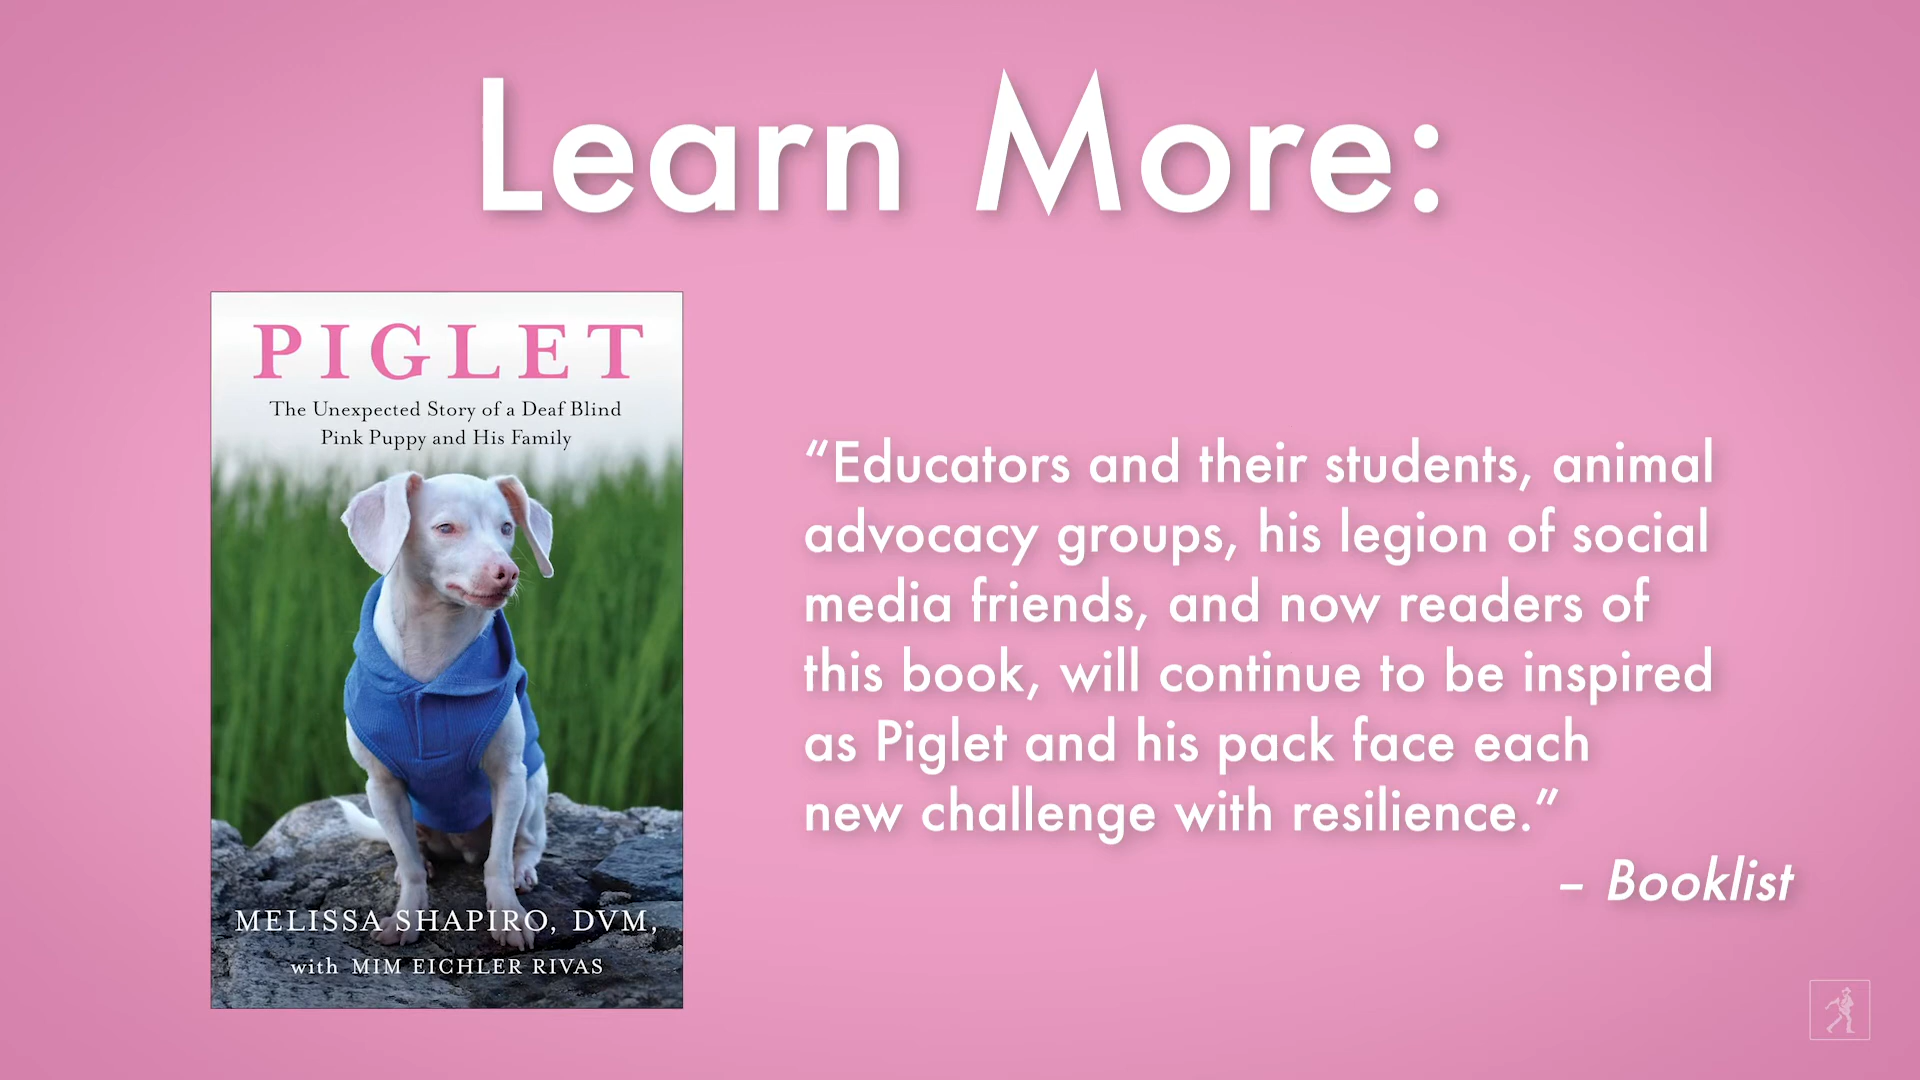 Learn More:
PIGLET
The Unexpected Story of a Deaf Blind
Pink Puppy and His Family
MELISSA SHAPIRO, DVM,
with MIM EICHLER RIVAS
“Educators and their students, animal
advocacy groups, his legion of social
media friends, and now readers of
this book, will continue to be inspired
as Piglet and his pack face each
new challenge with resilience.”
– Booklist